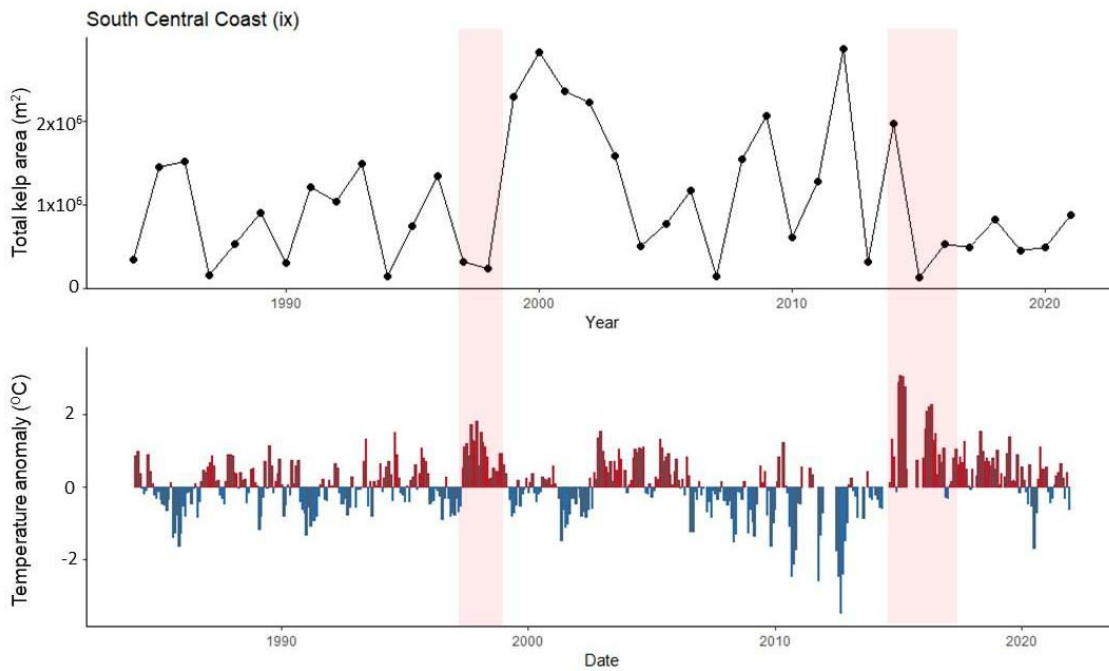 South Central Coast (ix)
Total kelp area (m²)
2x10⁶
1x10⁶
0
1990
2000
2010
2020
Year
Temperature anomaly (°C)
2
0
-2
1990
2000
2010
2020
Date